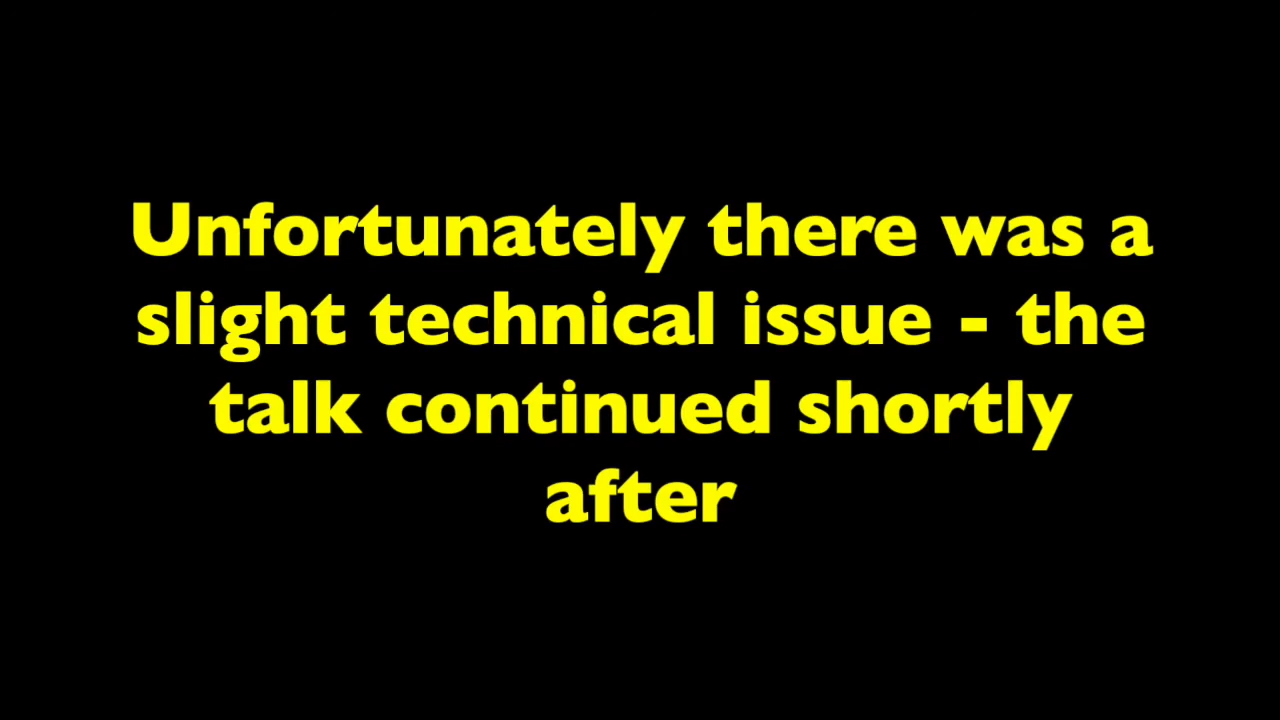 Unfortunately there was a
slight technical issue - the
talk continued shortly
after